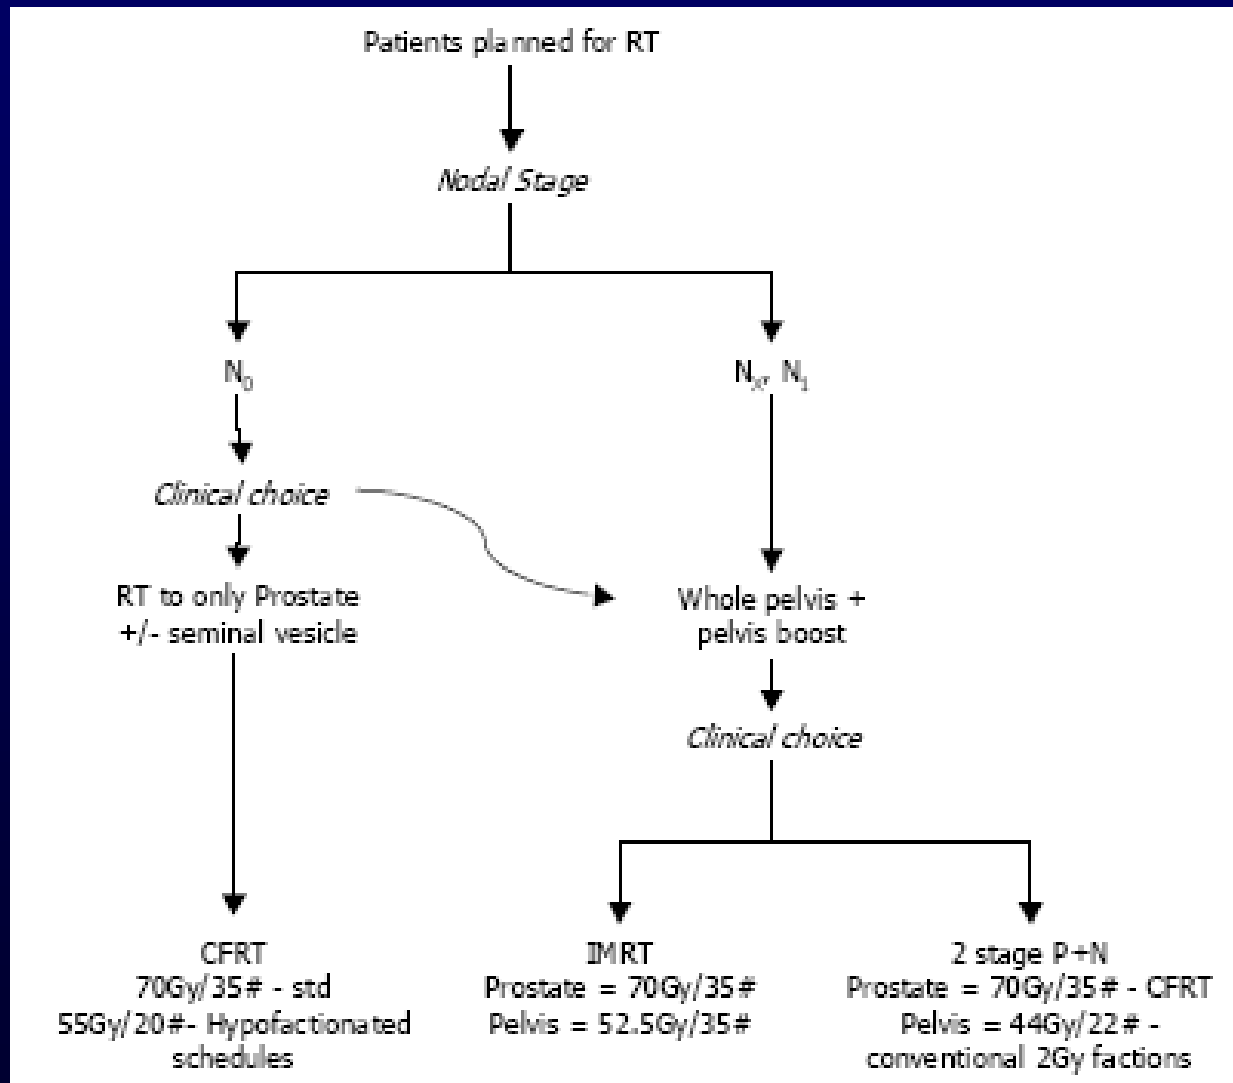 Patients planned for RT
Nodal Stage
N₀
Nₓ, N₁
Clinical choice
RT to only Prostate
+/- seminal vesicle
Whole pelvis +
pelvis boost
Clinical choice
CFRT
70Gy/35# - std
55Gy/20#- Hypofactionated
schedules
IMRT
Prostate = 70Gy/35#
Pelvis = 52.5Gy/35#
2 stage P+N
Prostate = 70Gy/35# - CFRT
Pelvis = 44Gy/22# -
conventional 2Gy factions